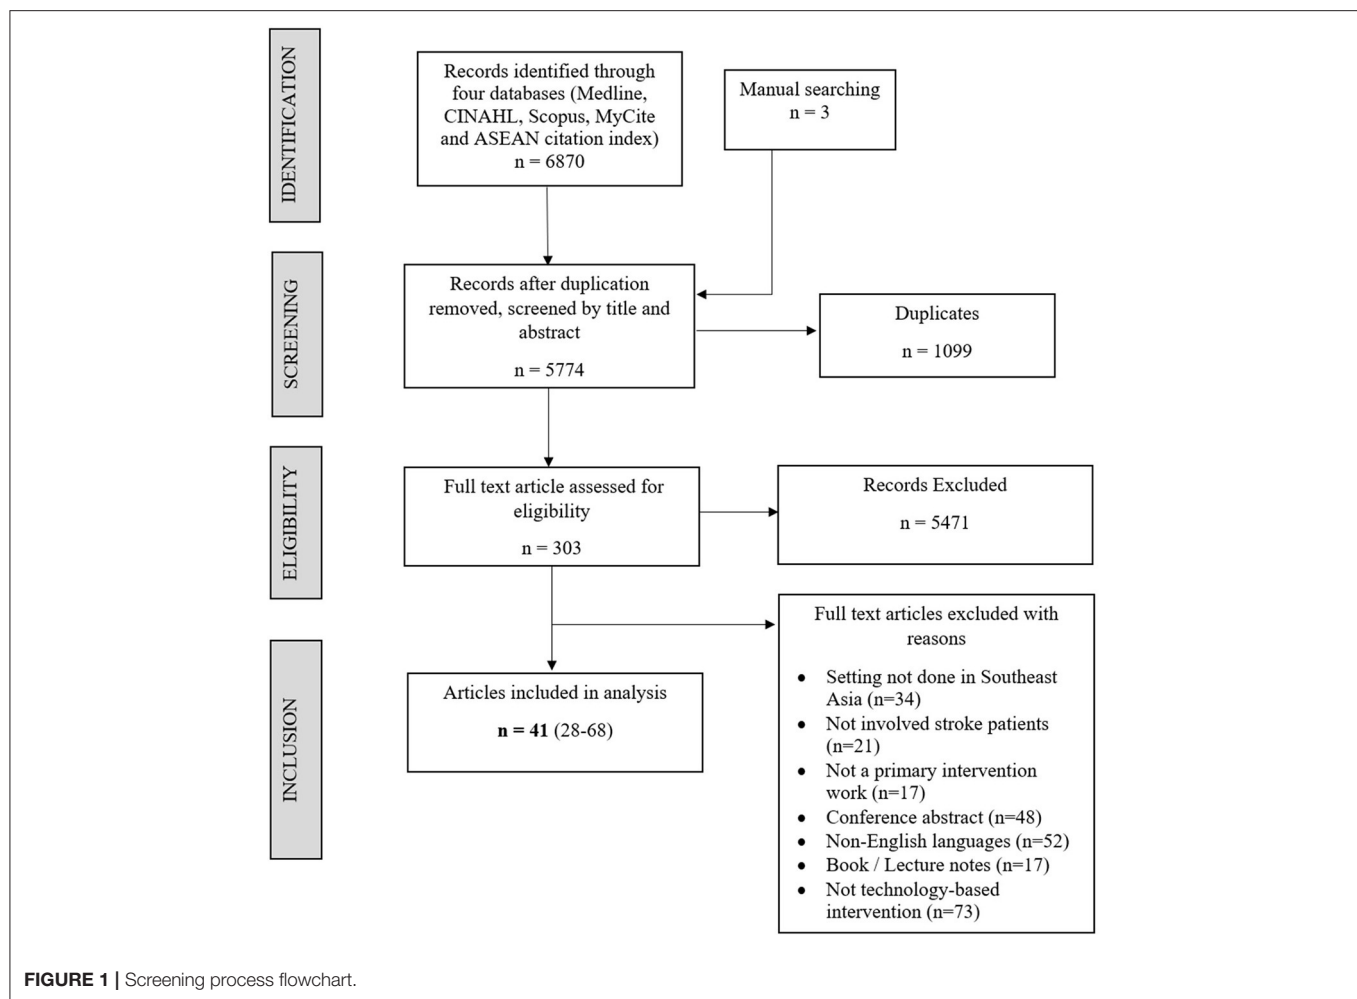 IDENTIFICATION
Records identified through
four databases (Medline,
CINAHL, Scopus, MyCite
and ASEAN citation index)
n = 6870
Manual searching
n = 3
SCREENING
Records after duplication
removed, screened by title and
abstract
n = 5774
Duplicates
n = 1099
ELIGIBILITY
Full text article assessed for
eligibility
n = 303
Records Excluded
n = 5471
INCLUSION
Articles included in analysis
n = 41 (28-68)
Full text articles excluded with
reasons
• Setting not done in Southeast
Asia (n=34)
• Not involved stroke patients
(n=21)
• Not a primary intervention
work (n=17)
• Conference abstract (n=48)
• Non-English languages (n=52)
• Book / Lecture notes (n=17)
• Not technology-based
intervention (n=73)
FIGURE 1 | Screening process flowchart.